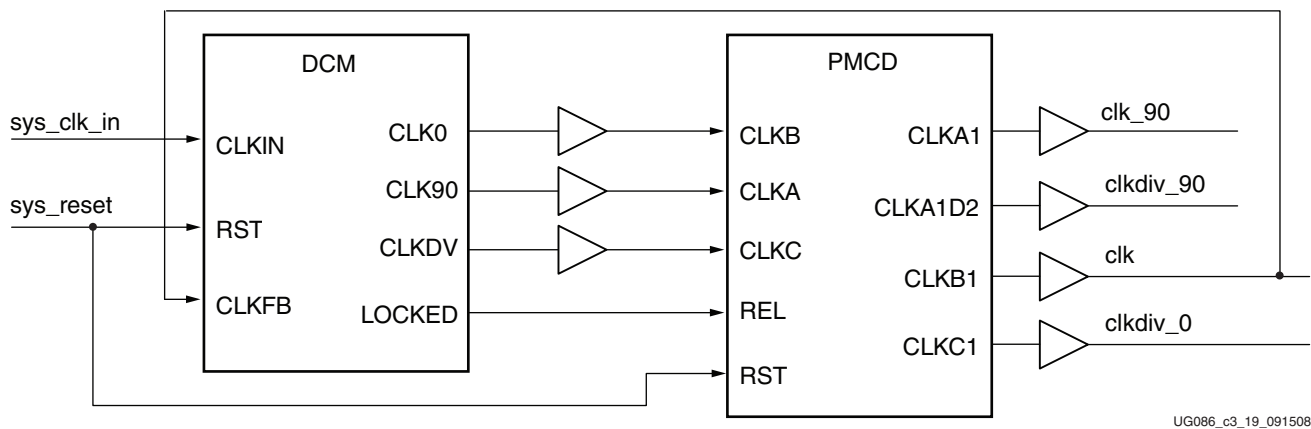 DCM
PMCD
sys_clk_in
CLKIN
CLK0
CLKB
CLKA1
clk_90
sys_reset
RST
CLK90
CLKA
CLKA1D2
clkdiv_90
CLKDV
CLKC
CLKB1
clk
CLKFB
LOCKED
REL
CLKC1
clkdiv_0
RST
UG086_c3_19_091508